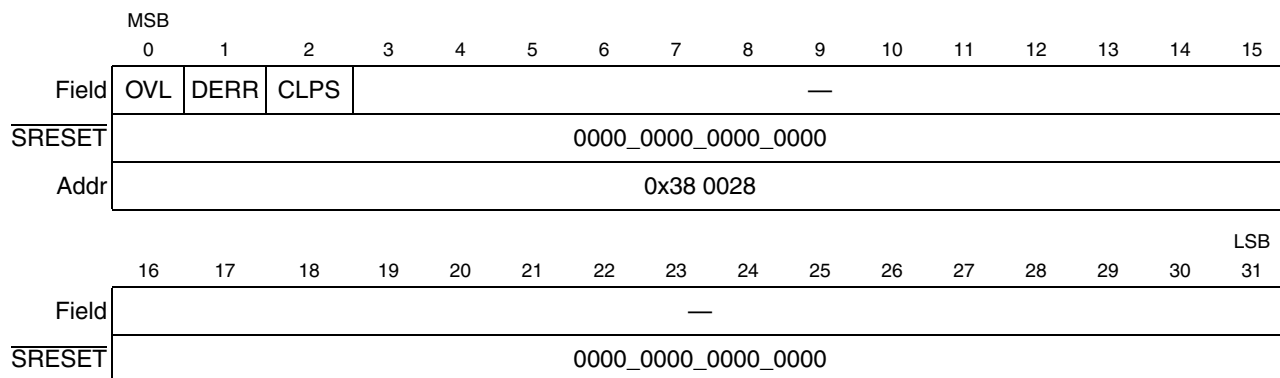 MSB
0 1 2 3 4 5 6 7 8 9 10 11 12 13 14 15
Field OVL DERR CLPS —
SRESET 0000_0000_0000_0000
Addr 0x38 0028
LSB
16 17 18 19 20 21 22 23 24 25 26 27 28 29 30 31
Field —
SRESET 0000_0000_0000_0000